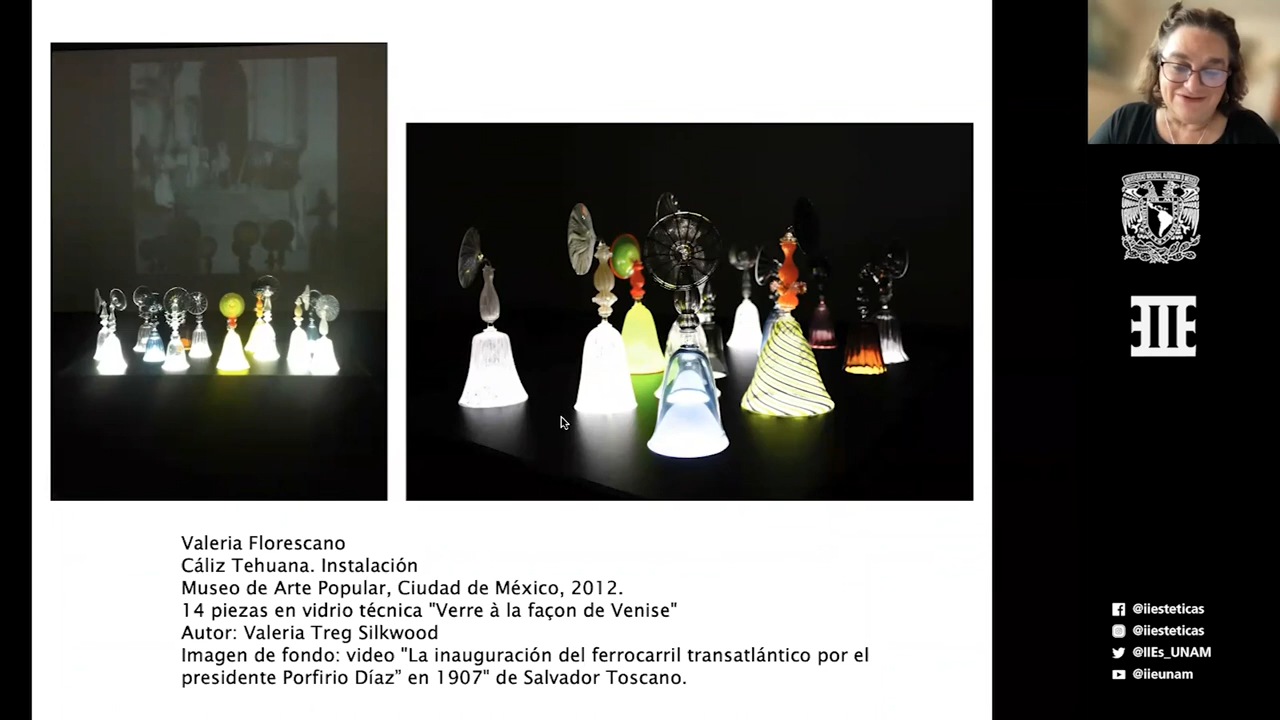 Valeria Florescano
Cáliz Tehuana. Instalación
Museo de Arte Popular, Ciudad de México, 2012.
14 piezas en vidrio técnica "Verre à la façon de Venise"
Autor: Valeria Treg Silkwood
Imagen de fondo: video "La inauguración del ferrocarril transatlántico por el
presidente Porfirio Díaz” en 1907" de Salvador Toscano.
IIE
@iiesteticas
@iiesteticas
@IIEs_UNAM
@iieunam